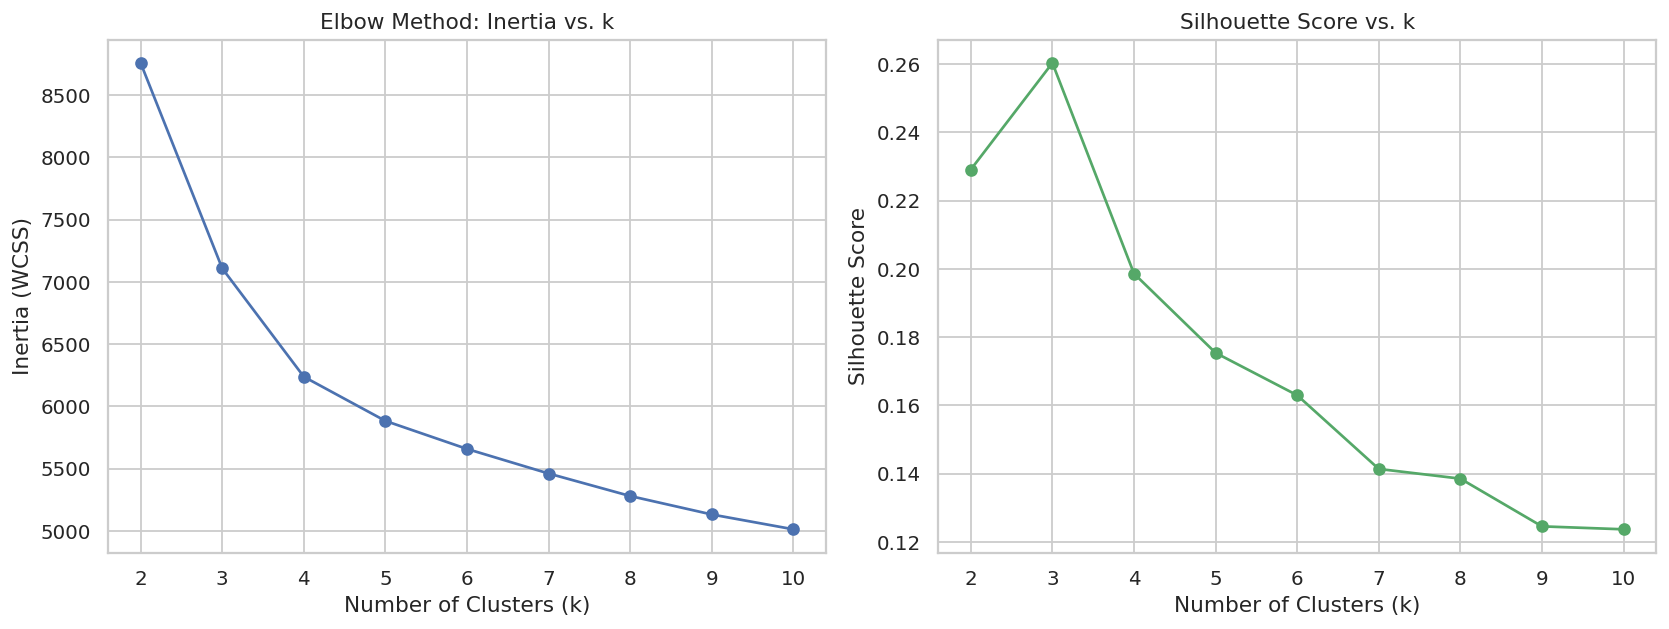 Elbow Method: Inertia vs. k
Inertia (WCSS)
8500
8000
7500
7000
6500
6000
5500
5000
2 3 4 5 6 7 8 9 10
Number of Clusters (k)
Silhouette Score vs. k
Silhouette Score
0.26
0.24
0.22
0.20
0.18
0.16
0.14
0.12
2 3 4 5 6 7 8 9 10
Number of Clusters (k)